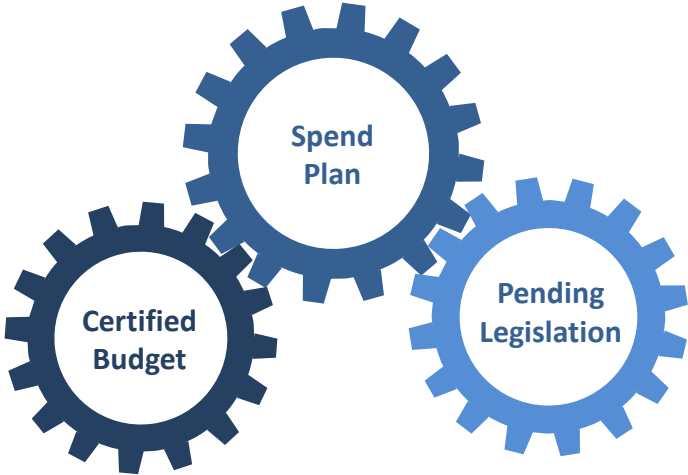 Spend
Plan
Certified
Budget
Pending
Legislation